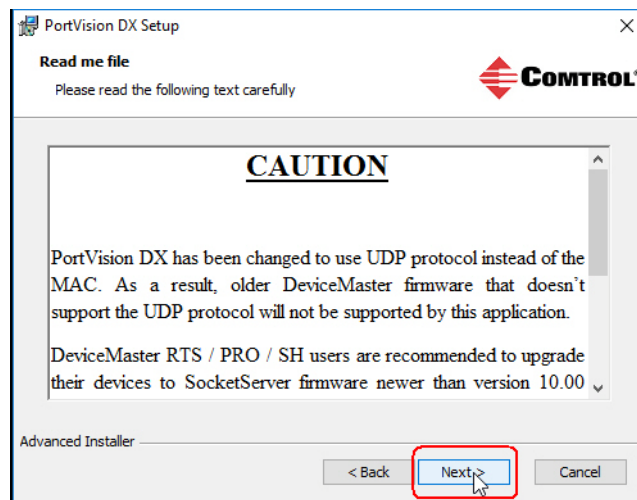 PortVision DX Setup
Read me file
Please read the following text carefully
COMTROL®
CAUTION
PortVision DX has been changed to use UDP protocol instead of the
MAC. As a result, older DeviceMaster firmware that doesn't
support the UDP protocol will not be supported by this application.
DeviceMaster RTS / PRO / SH users are recommended to upgrade
their devices to SocketServer firmware newer than version 10.00
Advanced Installer
< Back
Next >
Cancel